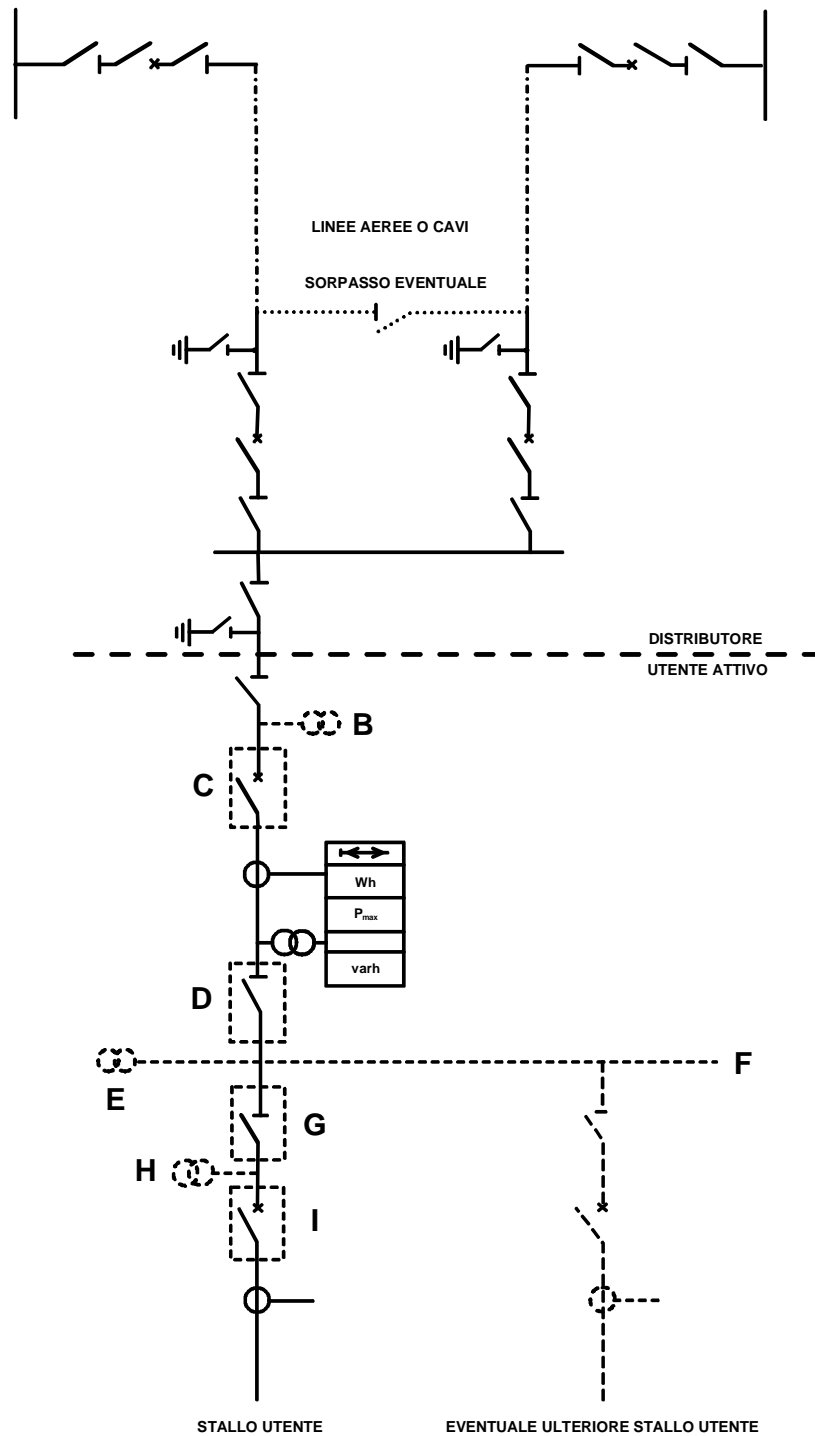 LINEE AEREE O CAVI
SORPASSO EVENTUALE
DISTRIBUTORE
UTENTE ATTIVO
B
C
Wh
Pmax
varh
D
F
E
G
H
I
STALLO UTENTE
EVENTUALE ULTERIORE STALLO UTENTE